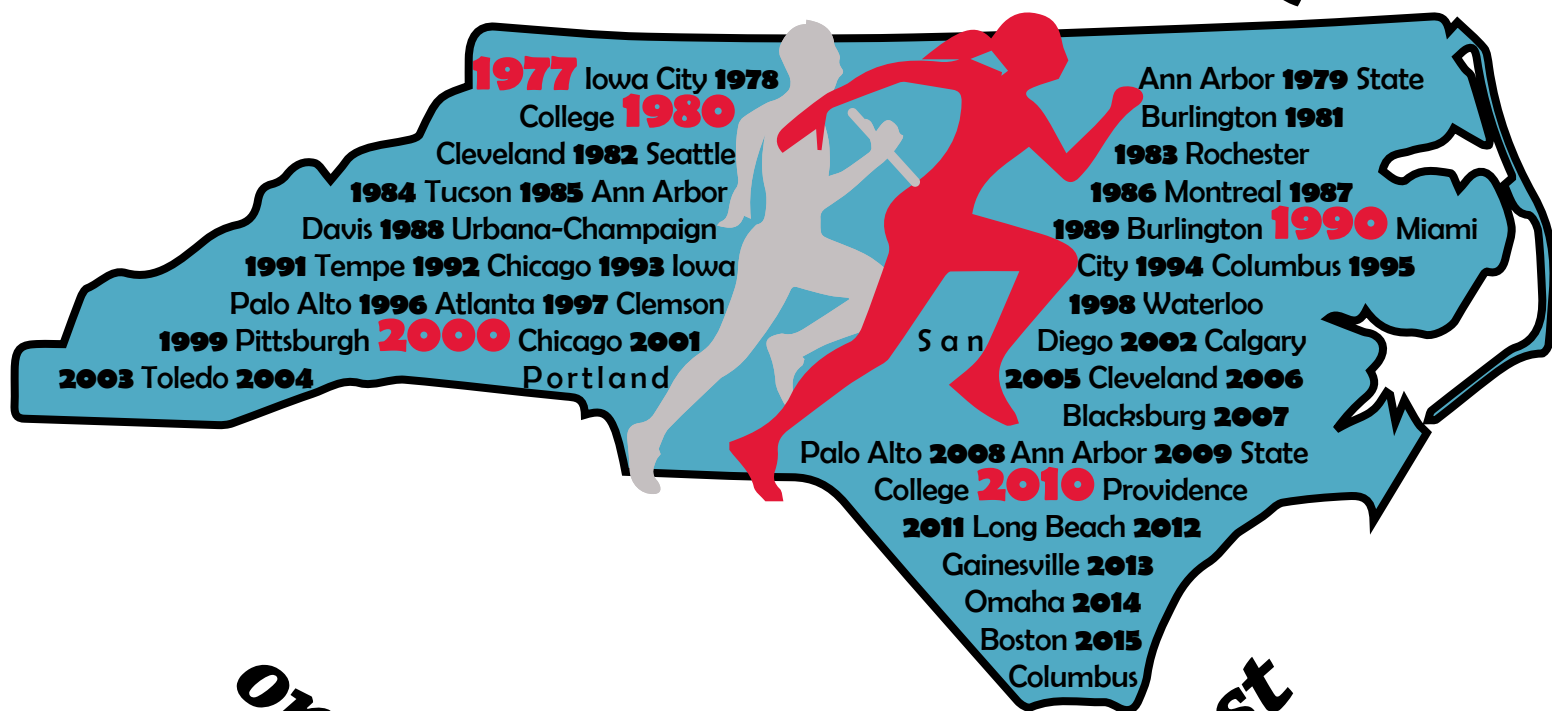 1977 Iowa City 1978 Ann Arbor 1979 State
College 1980 Burlington 1981
Cleveland 1982 Seattle 1983 Rochester
1984 Tucson 1985 Ann Arbor 1986 Montreal 1987
Davis 1988 Urbana-Champaign 1989 Burlington 1990 Miami
1991 Tempe 1992 Chicago 1993 Iowa City 1994 Columbus 1995
Palo Alto 1996 Atlanta 1997 Clemson 1998 Waterloo
1999 Pittsburgh 2000 Chicago 2001 San Diego 2002 Calgary
2003 Toledo 2004 Portland 2005 Cleveland 2006
Blacksburg 2007
Palo Alto 2008 Ann Arbor 2009 State
College 2010 Providence
2011 Long Beach 2012
Gainesville 2013
Omaha 2014
Boston 2015
Columbus